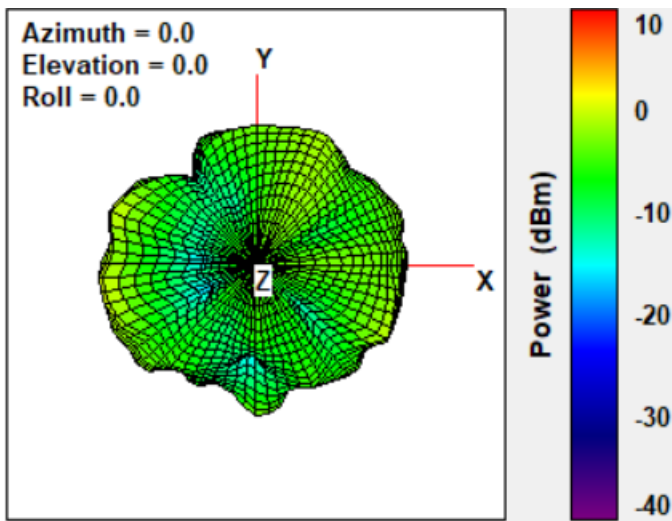 Azimuth = 0.0
Elevation = 0.0
Roll = 0.0
Y
X
Z
Power (dBm)
10
0
-10
-20
-30
-40